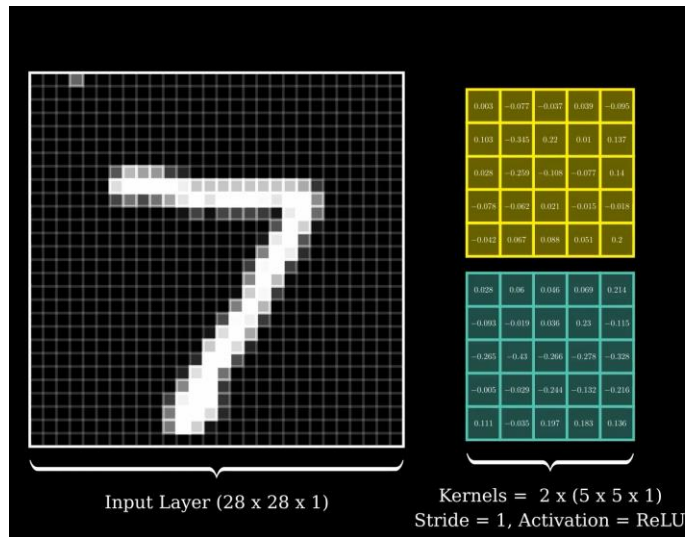 0.003 −0.077 −0.037 0.039 −0.095
0.103 −0.345 0.22 0.01 0.137
0.028 −0.259 −0.108 −0.077 0.14
−0.078 −0.062 0.021 −0.015 −0.018
−0.042 0.067 0.088 0.051 0.2
0.028 0.06 0.046 0.069 0.214
−0.093 −0.019 0.036 0.23 −0.115
−0.265 −0.43 −0.266 −0.278 −0.328
−0.005 −0.029 −0.244 −0.132 −0.216
0.111 −0.035 0.197 0.183 0.136
Input Layer (28 x 28 x 1)
Kernels = 2 x (5 x 5 x 1)
Stride = 1, Activation = ReLU